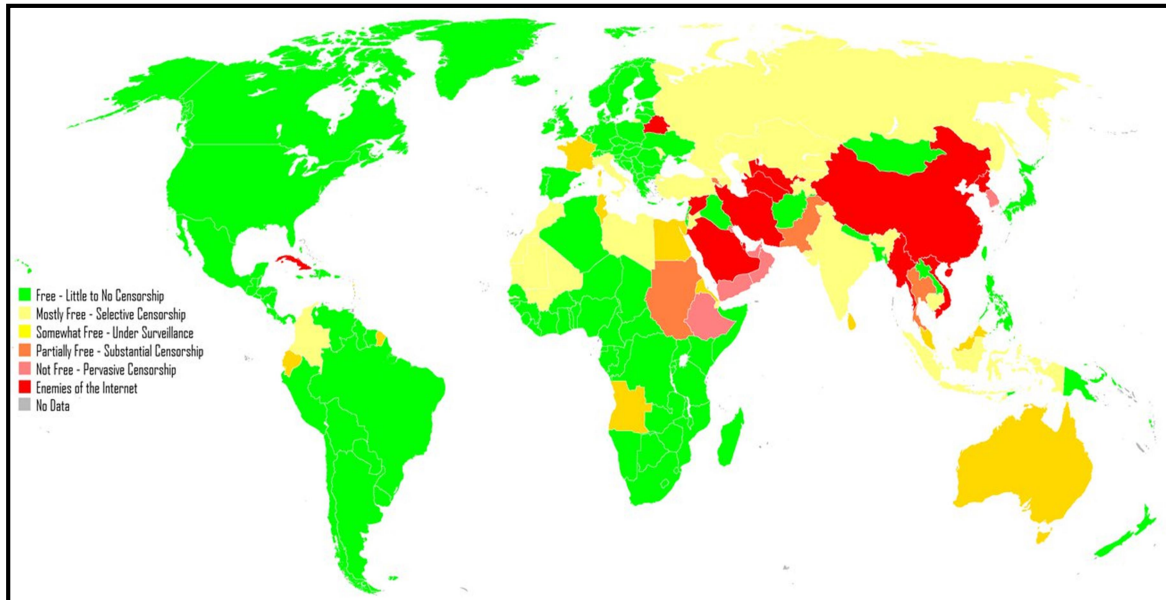 Free - Little to No Censorship
Mostly Free - Selective Censorship
Somewhat Free - Under Surveillance
Partially Free - Substantial Censorship
Not Free - Pervasive Censorship
Enemies of the Internet
No Data